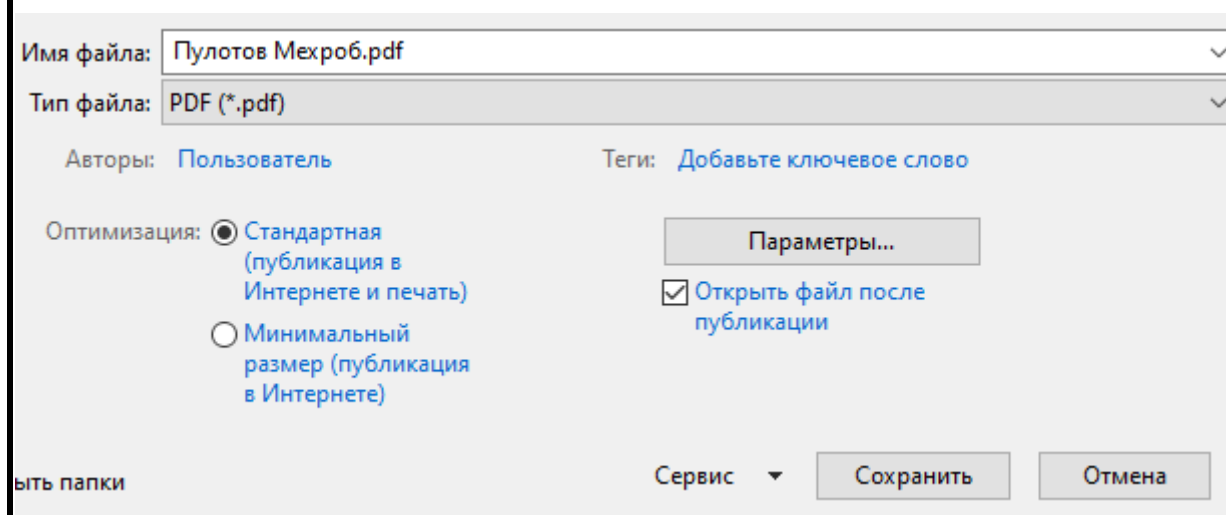 Имя файла: Пулотов Мехроб.pdf
Тип файла: PDF (*.pdf)
Авторы: Пользователь Теги: Добавьте ключевое слово
Оптимизация: Стандартная
(публикация в
Интернете и печать)
Минимальный
размер (публикация
в Интернете)
Параметры...
Открыть файл после
публикации
ыть папки Сервис Сохранить Отмена